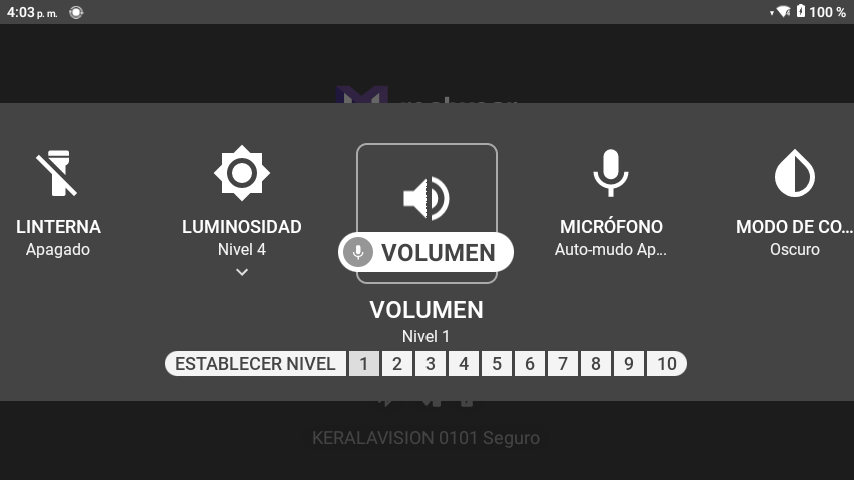 4:03 p. m.
100 %
LINTERNA
Apagado
LUMINOSIDAD
Nivel 4
VOLUMEN
MICRÓFONO
Auto-mudo Ap...
MODO DE CO...
Oscuro
VOLUMEN
Nivel 1
ESTABLECER NIVEL 1 2 3 4 5 6 7 8 9 10
KERALAVISION 0101 Seguro